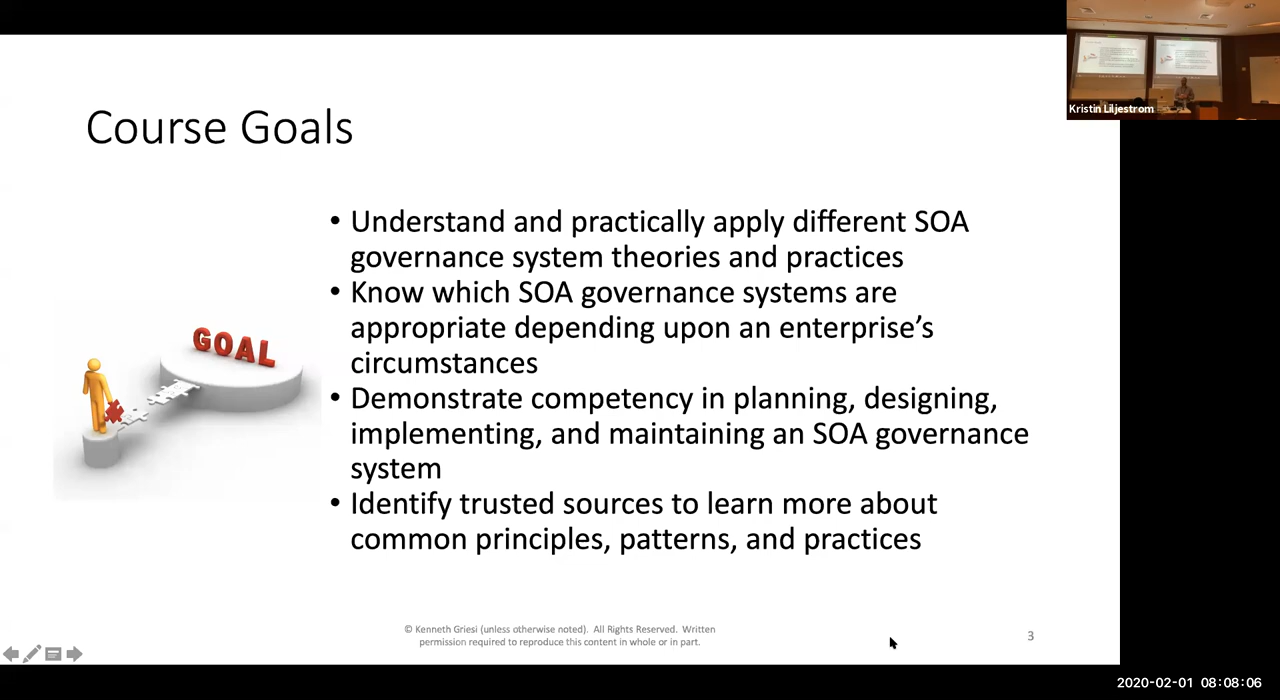 Course Goals
• Understand and practically apply different SOA
governance system theories and practices
• Know which SOA governance systems are
appropriate depending upon an enterprise’s
circumstances
• Demonstrate competency in planning, designing,
implementing, and maintaining an SOA governance
system
• Identify trusted sources to learn more about
common principles, patterns, and practices
GOAL
© Kenneth Griesi (unless otherwise noted). All Rights Reserved. Written
permission required to reproduce this content in whole or in part.
3
Kristin Liljestrom
2020-02-01 08:08:06